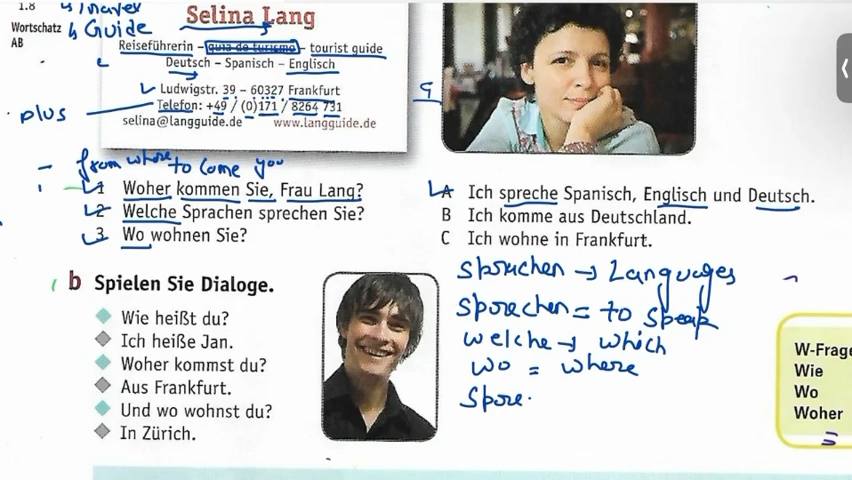 1.8
Wortschatz
AB
Guide
Selina Lang
Reiseführerin – guía de turismo – tourist guide
Deutsch – Spanisch – Englisch
Ludwigstr. 39 – 60327 Frankfurt
Telefon: +49 / (0)171 / 8264 731
selina@langguide.de www.langguide.de
plus
a
from where to come you
1 Woher kommen Sie, Frau Lang?
2 Welche Sprachen sprechen Sie?
3 Wo wohnen Sie?
A Ich spreche Spanisch, Englisch und Deutsch.
B Ich komme aus Deutschland.
C Ich wohne in Frankfurt.
b Spielen Sie Dialoge.
Wie heißt du?
Ich heiße Jan.
Woher kommst du?
Aus Frankfurt.
Und wo wohnst du?
In Zürich.
Sprachen → Languages
Sprechen = to speak
welche → which
wo = where
Spre
W-Frage
Wie
Wo
Woher